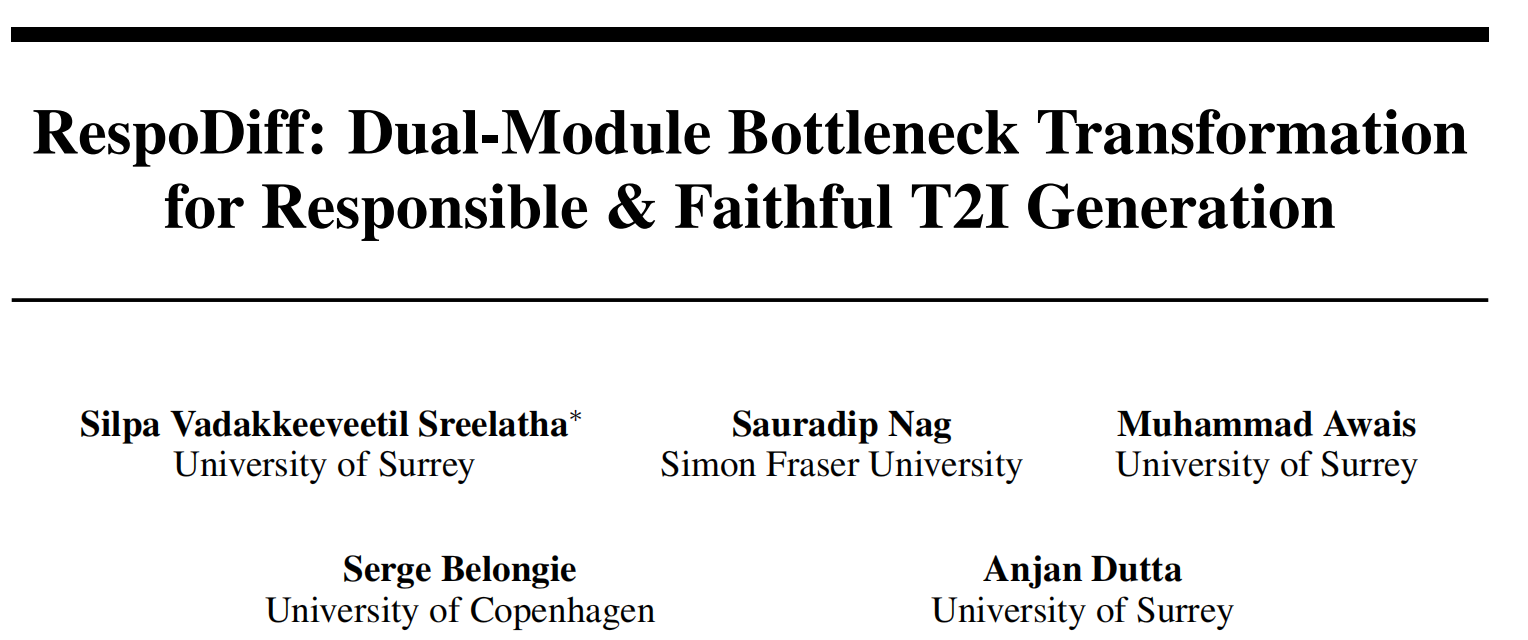 RespoDiff: Dual-Module Bottleneck Transformation
for Responsible & Faithful T2I Generation
Silpa Vadakkeeveetil Sreelatha* Sauradip Nag Muhammad Awais
University of Surrey Simon Fraser University University of Surrey
Serge Belongie Anjan Dutta
University of Copenhagen University of Surrey